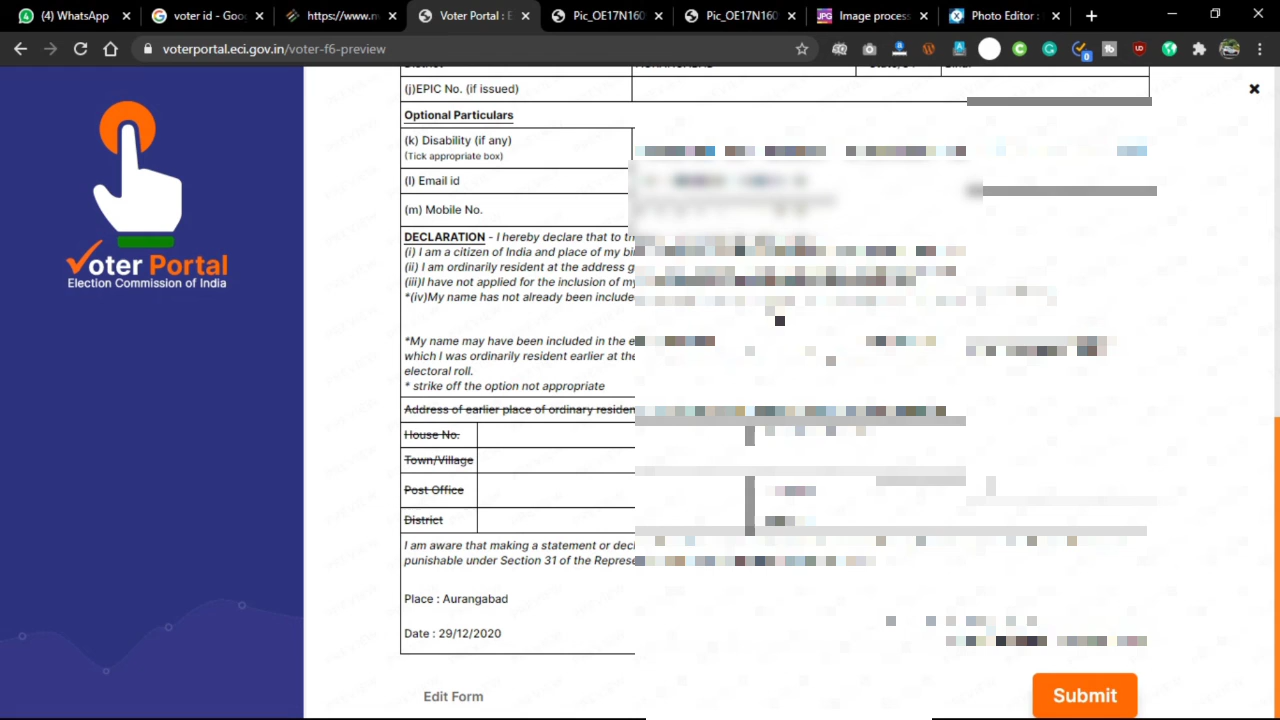 (4) WhatsApp
voter id - Goo
https://www.n
Voter Portal : E
Pic_OE17N160
Pic_OE17N160
JPG
Image process
Photo Editor :
voterportal.eci.gov.in/voter-f6-preview
(j)EPIC No. (if issued)
Optional Particulars
(k) Disability (if any)
(Tick appropriate box)
(l) Email id
(m) Mobile No.
DECLARATION - I hereby declare that to th
(i) I am a citizen of India and place of my bi
(ii) I am ordinarily resident at the address g
(iii)I have not applied for the inclusion of my
*(iv)My name has not already been include
*My name may have been included in the e
which I was ordinarily resident earlier at the
electoral roll.
* strike off the option not appropriate
Address of earlier place of ordinary residen
House No.
Town/Village
Post Office
District
I am aware that making a statement or decl
punishable under Section 31 of the Represe
Place : Aurangabad
Date : 29/12/2020
Voter Portal
Election Commission of India
Edit Form
Submit